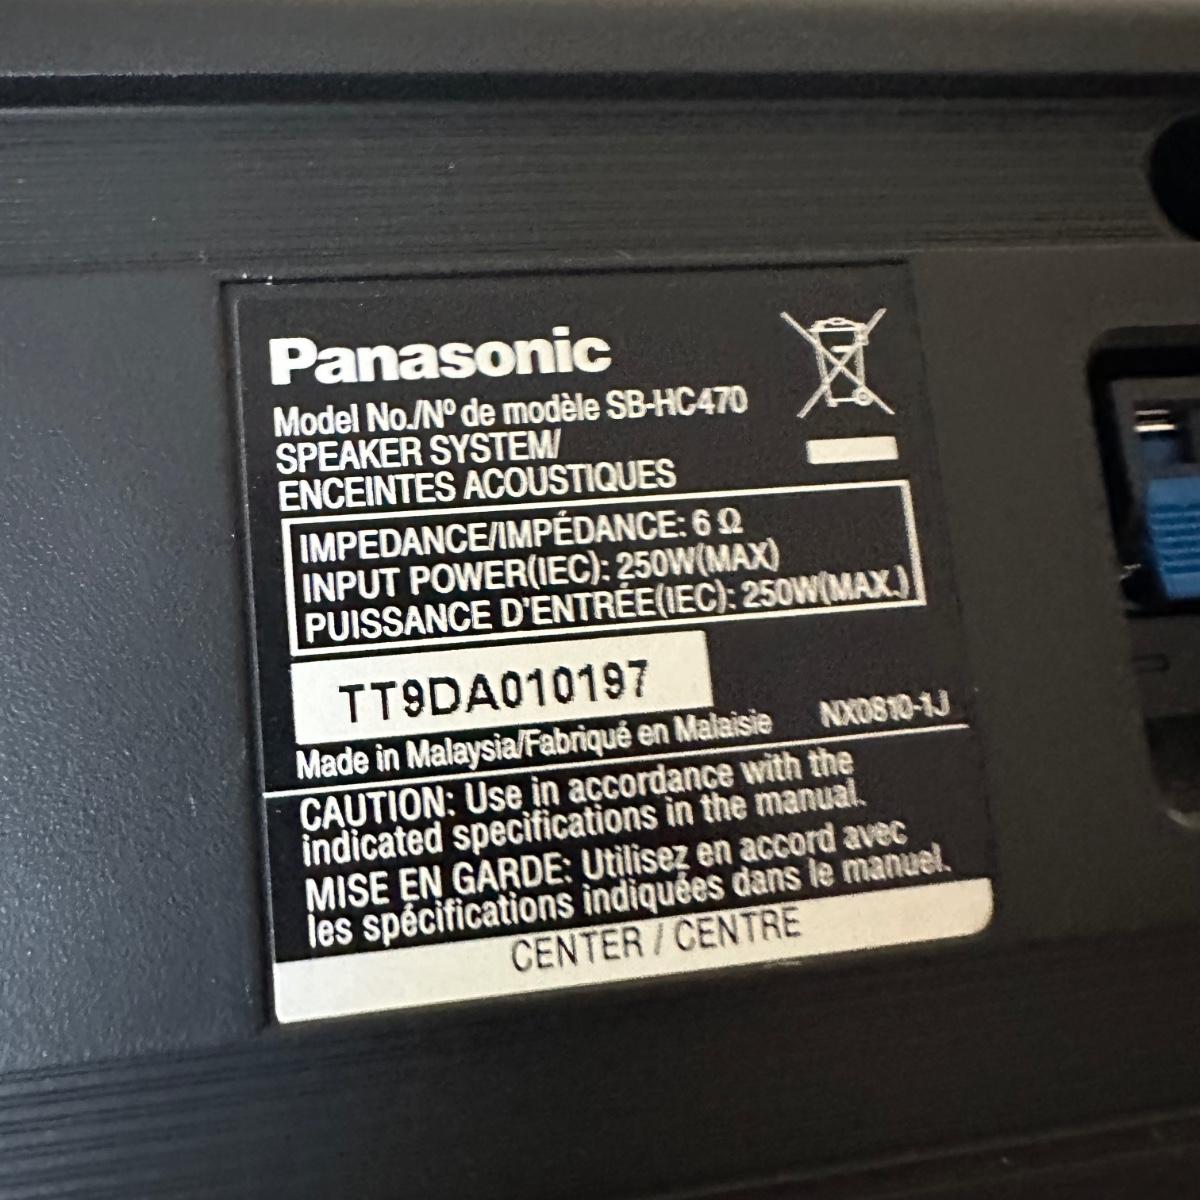 Panasonic
Model No./Nº de modèle SB-HC470
SPEAKER SYSTEM/
ENCEINTES ACOUSTIQUES
IMPEDANCE/IMPÉDANCE: 6 Ω
INPUT POWER(IEC): 250W(MAX)
PUISSANCE D'ENTRÉE(IEC): 250W(MAX.)
TT9DA010197
Made in Malaysia/Fabriqué en Malaisie NX0810-1J
CAUTION: Use in accordance with the
indicated specifications in the manual.
MISE EN GARDE: Utilisez en accord avec
les spécifications indiquées dans le manuel.
CENTER / CENTRE